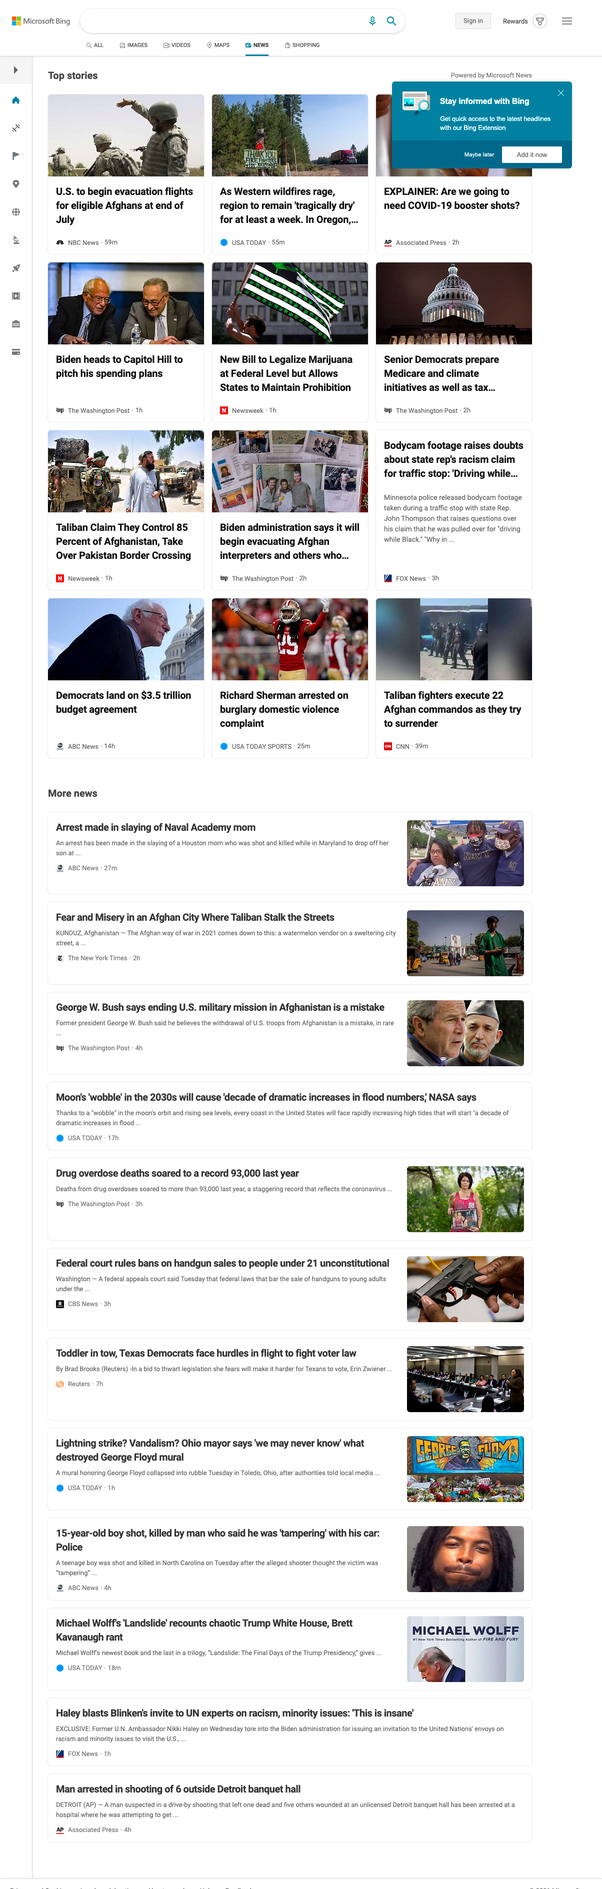 Microsoft Bing
Sign in
Rewards
ALL
IMAGES
VIDEOS
MAPS
NEWS
SHOPPING
Top stories
Powered by Microsoft News
Stay informed with Bing
Get quick access to the latest headlines
with our Bing Extension
Maybe later
Add it now
U.S. to begin evacuation flights
for eligible Afghans at end of
July
NBC News · 59m
As Western wildfires rage,
region to remain 'tragically dry'
for at least a week. In Oregon,...
USA TODAY · 55m
EXPLAINER: Are we going to
need COVID-19 booster shots?
AP
Associated Press · 2h
Biden heads to Capitol Hill to
pitch his spending plans
wp
The Washington Post · 1h
New Bill to Legalize Marijuana
at Federal Level but Allows
States to Maintain Prohibition
N
Newsweek · 1h
Senior Democrats prepare
Medicare and climate
initiatives as well as tax...
wp
The Washington Post · 2h
Taliban Claim They Control 85
Percent of Afghanistan, Take
Over Pakistan Border Crossing
N
Newsweek · 1h
Biden administration says it will
begin evacuating Afghan
interpreters and others who...
wp
The Washington Post · 2h
Bodycam footage raises doubts
about state rep's racism claim
for traffic stop: 'Driving while...
Minnesota police released bodycam footage
taken during a traffic stop with state Rep.
John Thompson that raises questions over
his claim that he was pulled over for "driving
while Black." "Why in ...
FOX News · 3h
Democrats land on $3.5 trillion
budget agreement
ABC News · 14h
25
Richard Sherman arrested on
burglary domestic violence
complaint
USA TODAY SPORTS · 25m
Taliban fighters execute 22
Afghan commandos as they try
to surrender
CNN · 39m
More news
Arrest made in slaying of Naval Academy mom
An arrest has been made in the slaying of a Houston mom who was shot and killed while in Maryland to drop off her
son at ...
ABC News · 27m
Fear and Misery in an Afghan City Where Taliban Stalk the Streets
KUNDUZ, Afghanistan — The Afghan way of war in 2021 comes down to this: a watermelon vendor on a sweltering city
street, a ...
The New York Times · 2h
George W. Bush says ending U.S. military mission in Afghanistan is a mistake
Former president George W. Bush said he believes the withdrawal of U.S. troops from Afghanistan is a mistake, in rare
...
wp
The Washington Post · 4h
Moon's 'wobble' in the 2030s will cause 'decade of dramatic increases in flood numbers,' NASA says
Thanks to a "wobble" in the moon's orbit and rising sea levels, every coast in the United States will face rapidly increasing high tides that will start "a decade of
dramatic increases in flood ...
USA TODAY · 17h
Drug overdose deaths soared to a record 93,000 last year
Deaths from drug overdoses soared to more than 93,000 last year, a staggering record that reflects the coronavirus ...
wp
The Washington Post · 3h
Federal court rules bans on handgun sales to people under 21 unconstitutional
Washington — A federal appeals court said Tuesday that federal laws that bar the sale of handguns to young adults
under the ...
CBS News · 3h
Toddler in tow, Texas Democrats face hurdles in flight to fight voter law
By Brad Brooks (Reuters) -In a bid to thwart legislation she fears will make it harder for Texans to vote, Erin Zwiener ...
Reuters · 7h
Lightning strike? Vandalism? Ohio mayor says 'we may never know' what
destroyed George Floyd mural
A mural honoring George Floyd collapsed into rubble Tuesday in Toledo, Ohio, after authorities told local media ...
USA TODAY · 1h
GEORGE FLOYD
15-year-old boy shot, killed by man who said he was 'tampering' with his car:
Police
A teenage boy was shot and killed in North Carolina on Tuesday after the alleged shooter thought the victim was
"tampering" ...
ABC News · 4h
Michael Wolff's 'Landslide' recounts chaotic Trump White House, Brett
Kavanaugh rant
Michael Wolff's newest book and the last in a trilogy, "Landslide: The Final Days of the Trump Presidency," gives ...
USA TODAY · 18m
MICHAEL WOLFF
#1 New York Times Bestselling Author of FIRE AND FURY
Haley blasts Blinken's invite to UN experts on racism, minority issues: 'This is insane'
EXCLUSIVE: Former U.N. Ambassador Nikki Haley on Wednesday tore into the Biden administration for issuing an invitation to the United Nations' envoys on
racism and minority issues to visit the U.S., ...
FOX News · 1h
Man arrested in shooting of 6 outside Detroit banquet hall
DETROIT (AP) — A man suspected in a drive-by shooting that left one dead and five others wounded at an unlicensed Detroit banquet hall has been arrested at a
hospital where he was attempting to get ...
AP
Associated Press · 4h